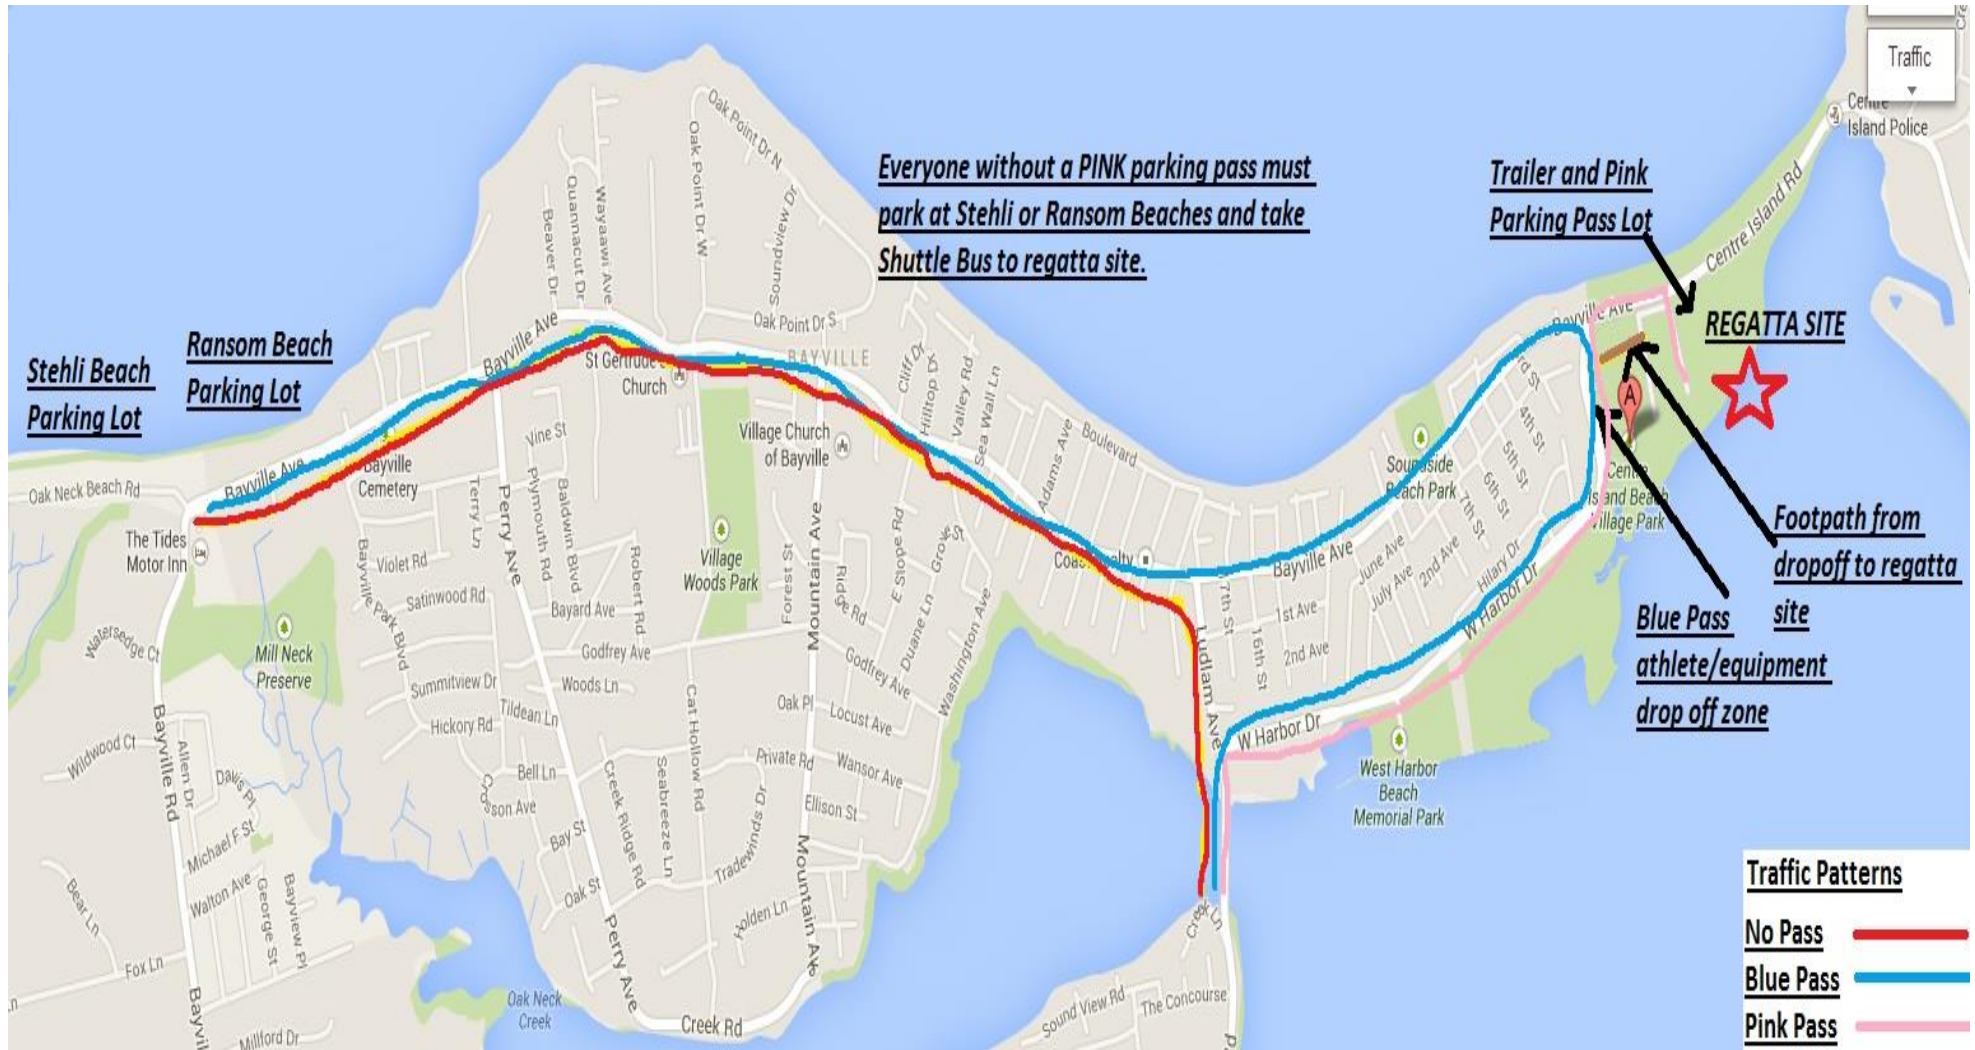 Traffic
Centre
Island Police
Everyone without a PINK parking pass must
park at Stehli or Ransom Beaches and take
Shuttle Bus to regatta site.
Trailer and Pink
Parking Pass Lot
REGATTA SITE
Stehli Beach
Parking Lot
Ransom Beach
Parking Lot
Footpath from
dropoff to regatta
site
Blue Pass
athlete/equipment
drop off zone
Centre Island Rd
Bayville Ave
A
Oak Point Dr N
Oak Point Dr W
Soundview Dr
Wayaawi Ave
Quannacut Dr
Beaver Dr
Oak Point Dr S
Bayville Ave
BAYVILLE
St Gertrude's
Church
Cliff Dr
Hilltop Dr
Valley Rd
Sea Wall Ln
Adams Ave
Boulevard
Village Church
of Bayville
Soundside
Beach Park
3rd St
4th St
5th St
6th St
7th St
Centre
Island Beach
Village Park
Bayville Ave
Oak Neck Beach Rd
Bayville
Cemetery
The Tides
Motor Inn
Vine St
Terry Ln
Perry Ave
Plymouth Rd
Baldwin Blvd
Robert Rd
Village
Woods Park
Forest St
Mountain Ave
Ridge Rd
E Slope Rd
Grove St
Duane Ln
Washington Ave
Bayville Ave
June Ave
July Ave
2nd Ave
Hilary Dr
W Harbor Dr
17th St
16th St
1st Ave
2nd Ave
Ludlam Ave
W Harbor Dr
West Harbor
Beach
Memorial Park
Violet Rd
Satinwood Rd
Bayville Park Blvd
Bayard Ave
Godfrey Ave
Godfrey Ave
Woods Ln
Summitview Dr
Tildean Ln
Hickory Rd
Cat Hollow Rd
Oak Pl
Locust Ave
Watersedge Ct
Mill Neck
Preserve
Wildwood Ct
Allen Dr
Bayville Rd
Davis Pl
Michael F St
Walton Ave
George St
Bayview Pl
Bear Ln
Fox Ln
Millford Dr
Bell Ln
Bay St
Oak St
Creek Ridge Rd
Seabreeze Ln
Private Rd
Wansor Ave
Ellison St
Tradewinds Dr
Holden Ln
Mountain Ave
Perry Ave
Creek Rd
Oak Neck
Creek
Creek Ln
Sound View Rd
The Concourse
Traffic Patterns
No Pass
Blue Pass
Pink Pass